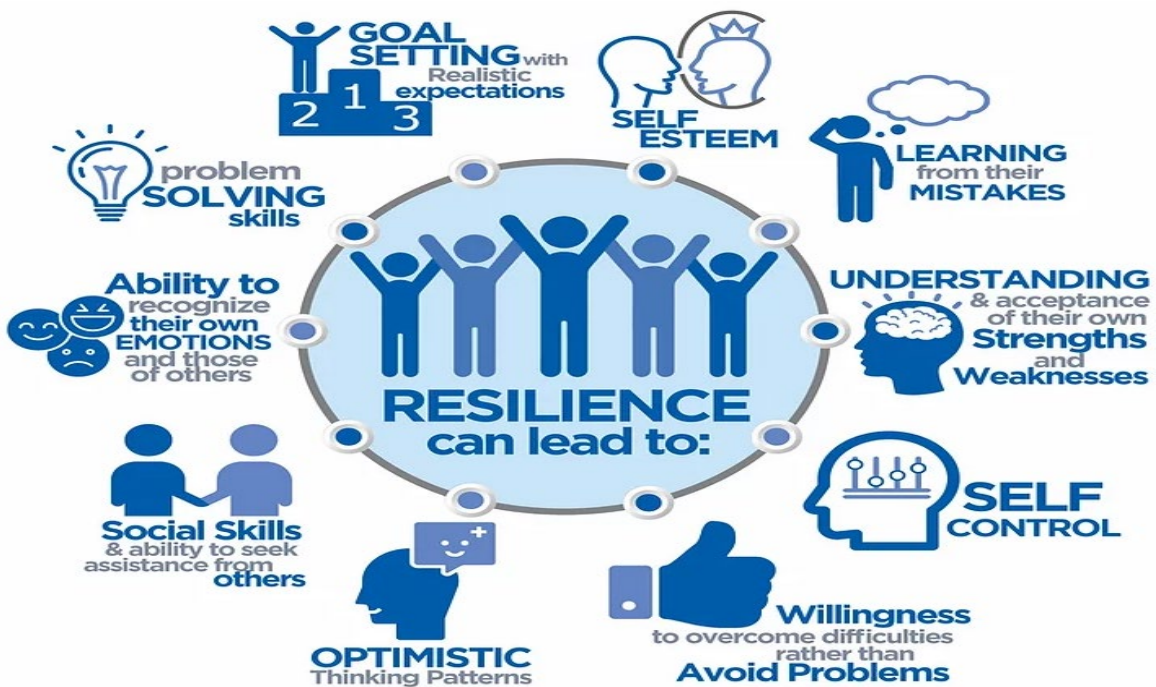 GOAL
SETTING with
Realistic
expectations
2 1 3
SELF
ESTEEM
LEARNING
from their
MISTAKES
UNDERSTANDING
& acceptance
of their own
Strengths
and
Weaknesses
SELF
CONTROL
Willingness
to overcome difficulties
rather than
Avoid Problems
OPTIMISTIC
Thinking Patterns
Social Skills
& ability to seek
assistance from
others
Ability to
recognize
their own
EMOTIONS
and those
of others
problem
SOLVING
skills
RESILIENCE
can lead to: